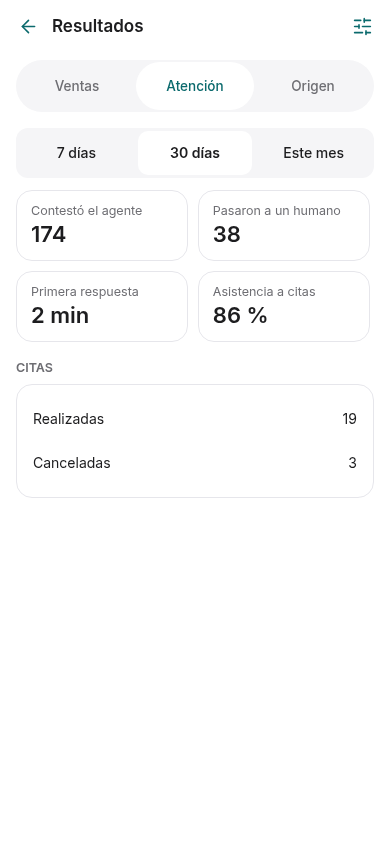 Resultados
Ventas
Atención
Origen
7 días
30 días
Este mes
Contestó el agente
174
Pasaron a un humano
38
Primera respuesta
2 min
Asistencia a citas
86 %
CITAS
Realizadas 19
Canceladas 3